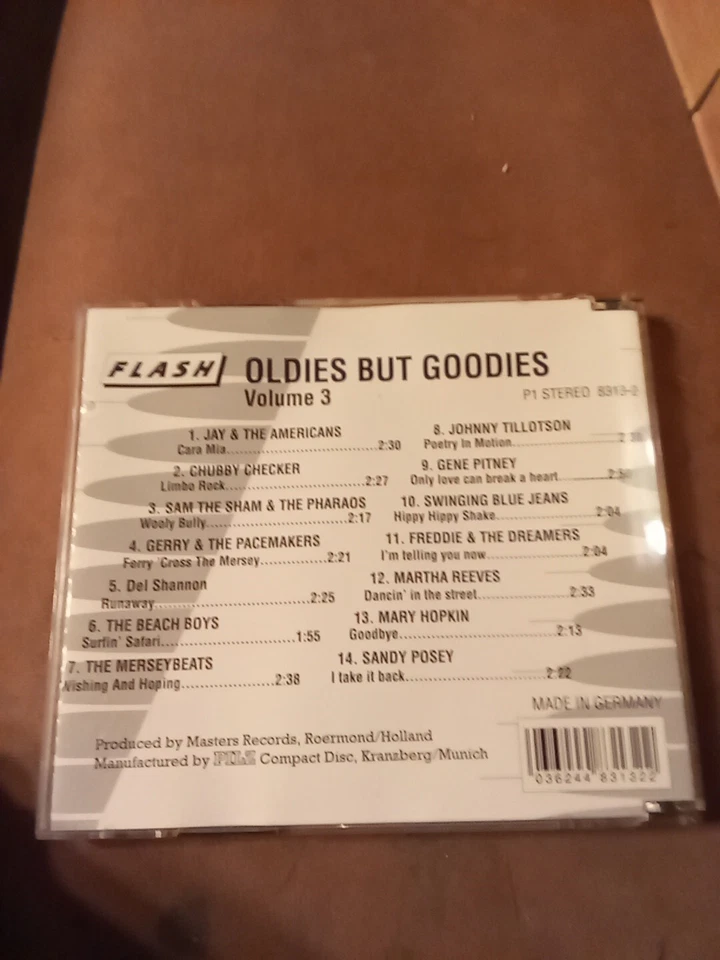 FLASH
OLDIES BUT GOODIES
Volume 3
P1 STEREO 8313-2
1. JAY & THE AMERICANS
Cara Mia 2:30
2. CHUBBY CHECKER
Limbo Rock 2:27
3. SAM THE SHAM & THE PHARAOS
Wooly Bully 2:17
4. GERRY & THE PACEMAKERS
Ferry 'Cross The Mersey 2:21
5. Del Shannon
Runaway 2:25
6. THE BEACH BOYS
Surfin' Safari 1:55
7. THE MERSEYBEATS
Wishing And Hoping 2:38
8. JOHNNY TILLOTSON
Poetry In Motion
9. GENE PITNEY
Only love can break a heart
10. SWINGING BLUE JEANS
Hippy Hippy Shake 2:04
11. FREDDIE & THE DREAMERS
I'm telling you now 2:04
12. MARTHA REEVES
Dancin' in the street 2:33
13. MARY HOPKIN
Goodbye 2:13
14. SANDY POSEY
I take it back 2:22
MADE IN GERMANY
Produced by Masters Records, Roermond/Holland
Manufactured by PILZ Compact Disc, Kranzberg/Munich
036244 831322